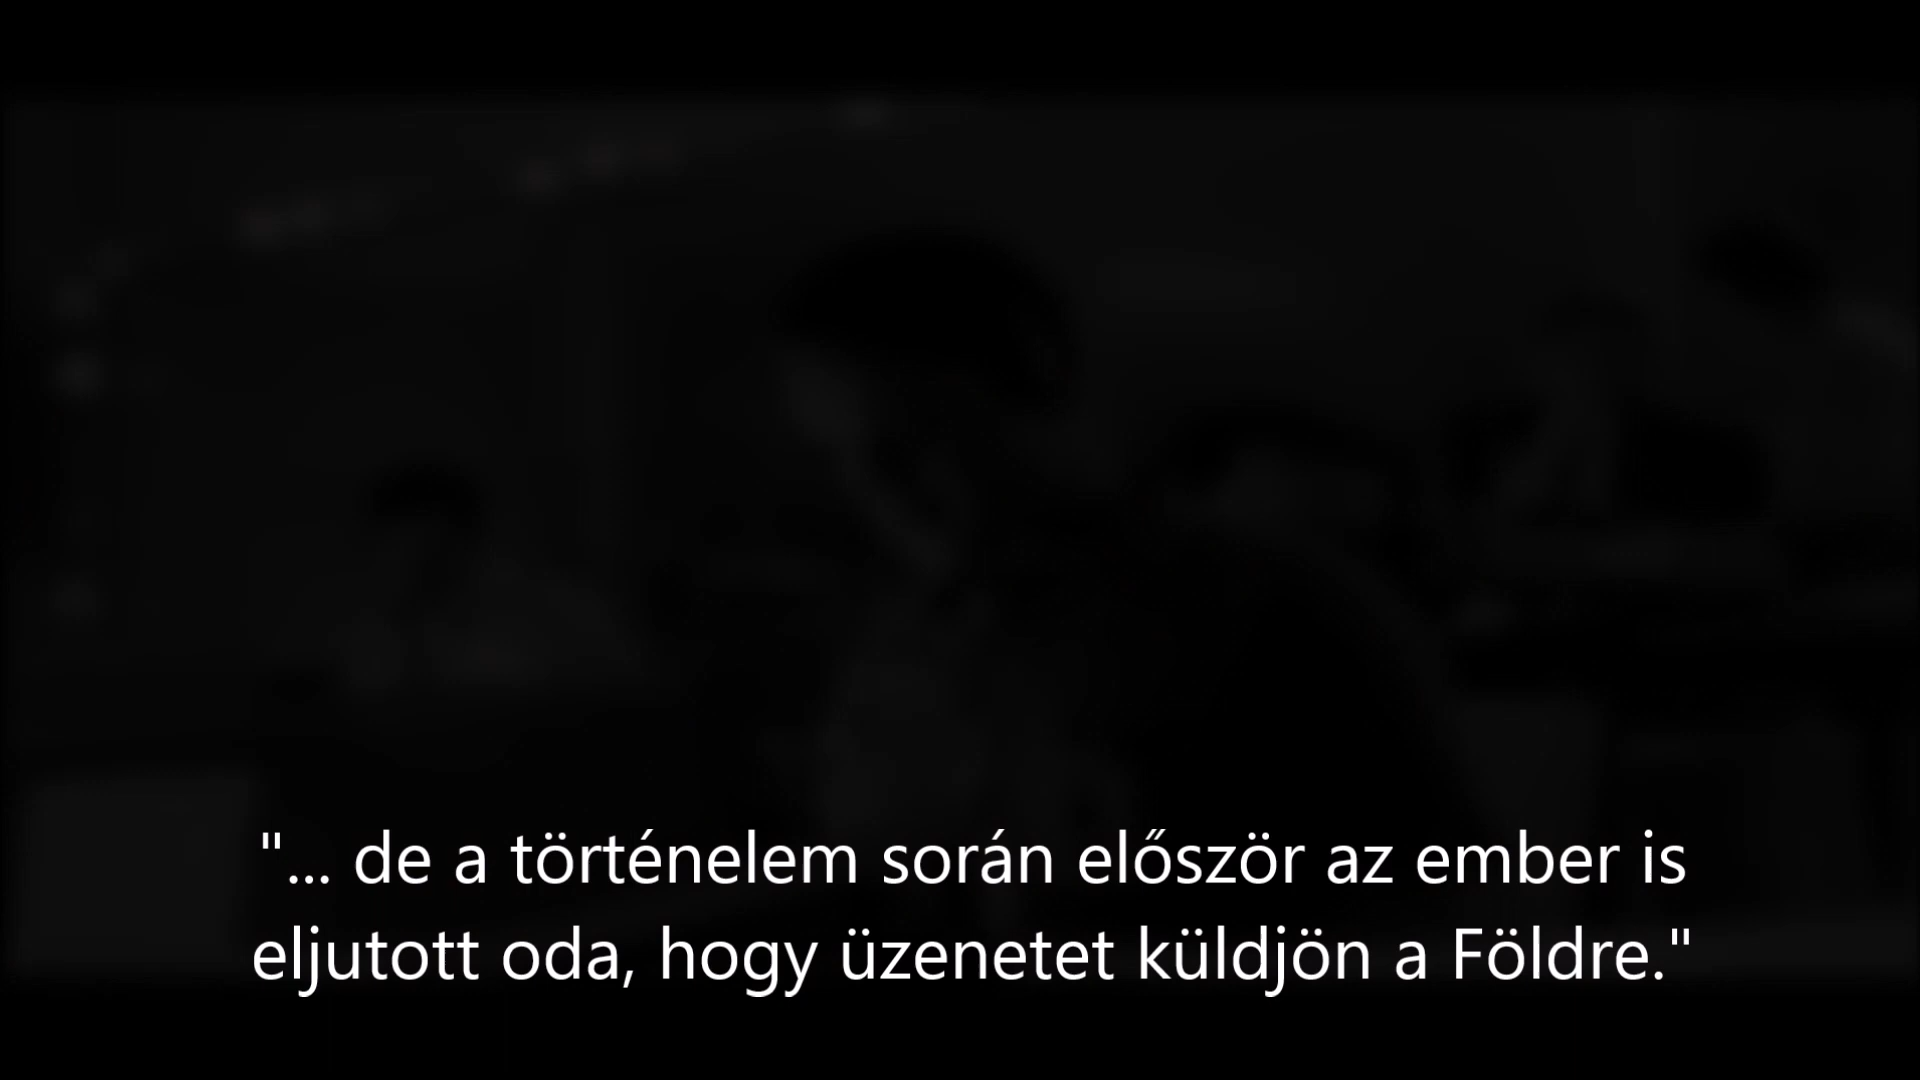 "... de a történelem során először az ember is
eljutott oda, hogy üzenetet küldjön a Földre."